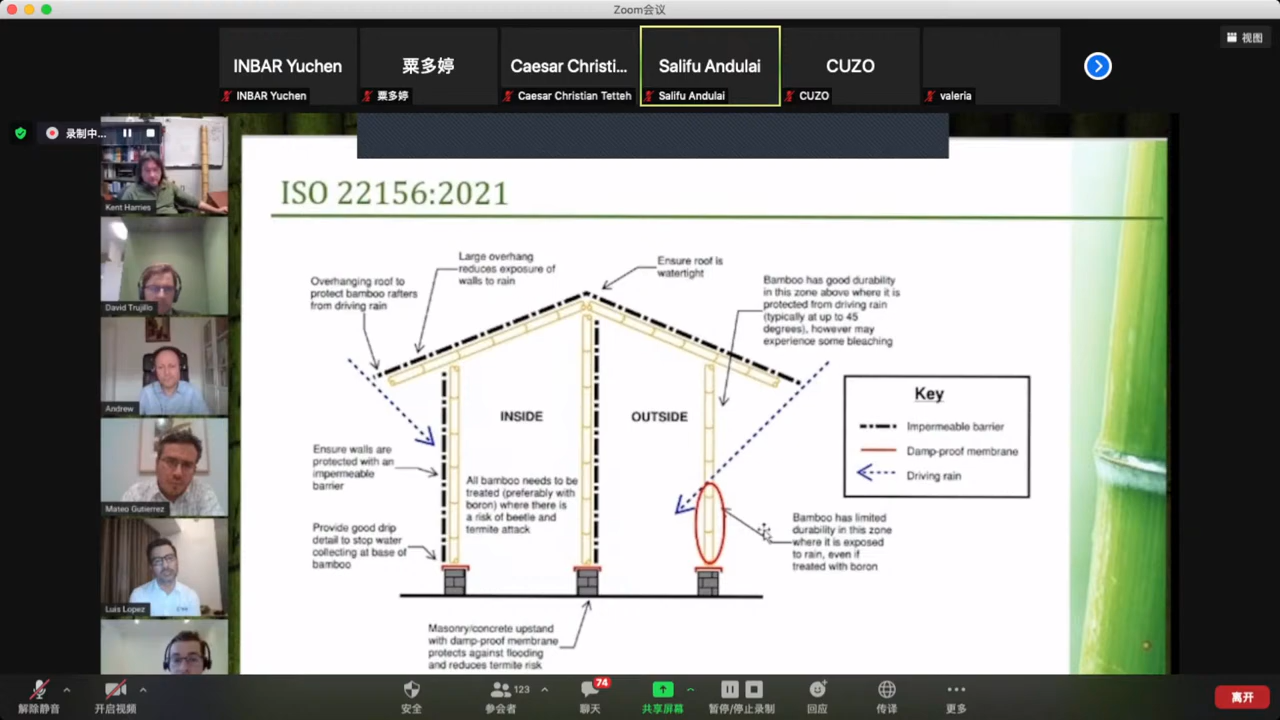 Zoom会议
INBAR Yuchen
粟多婷
Caesar Christi...
Salifu Andulai
CUZO
视图
INBAR Yuchen
粟多婷
Caesar Christian Tetteh
Salifu Andulai
CUZO
valeria
录制中...
Kent Harries
David Trujillo
Andrew
Mateo Gutierrez
Luis Lopez
ISO 22156:2021
Overhanging roof to
protect bamboo rafters
from driving rain
Large overhang
reduces exposure of
walls to rain
Ensure roof is
watertight
Bamboo has good durability
in this zone above where it is
protected from driving rain
(typically at up to 45
degrees), however may
experience some bleaching
INSIDE
OUTSIDE
Key
Impermeable barrier
Damp-proof membrane
Driving rain
Ensure walls are
protected with an
impermeable
barrier
All bamboo needs to be
treated (preferably with
boron) where there is
a risk of beetle and
termite attack
Provide good drip
detail to stop water
collecting at base of
bamboo
Bamboo has limited
durability in this zone
where it is exposed
to rain, even if
treated with boron
Masonry/concrete upstand
with damp-proof membrane
protects against flooding
and reduces termite risk
解除静音
开启视频
安全
123
参会者
74
聊天
共享屏幕
暂停/停止录制
回应
传译
更多
离开